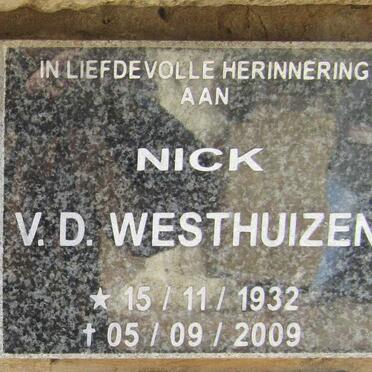 IN LIEFDEVOLLE HERINNERING
AAN
NICK
V. D. WESTHUIZEN
★ 15 / 11 / 1932
✝ 05 / 09 / 2009